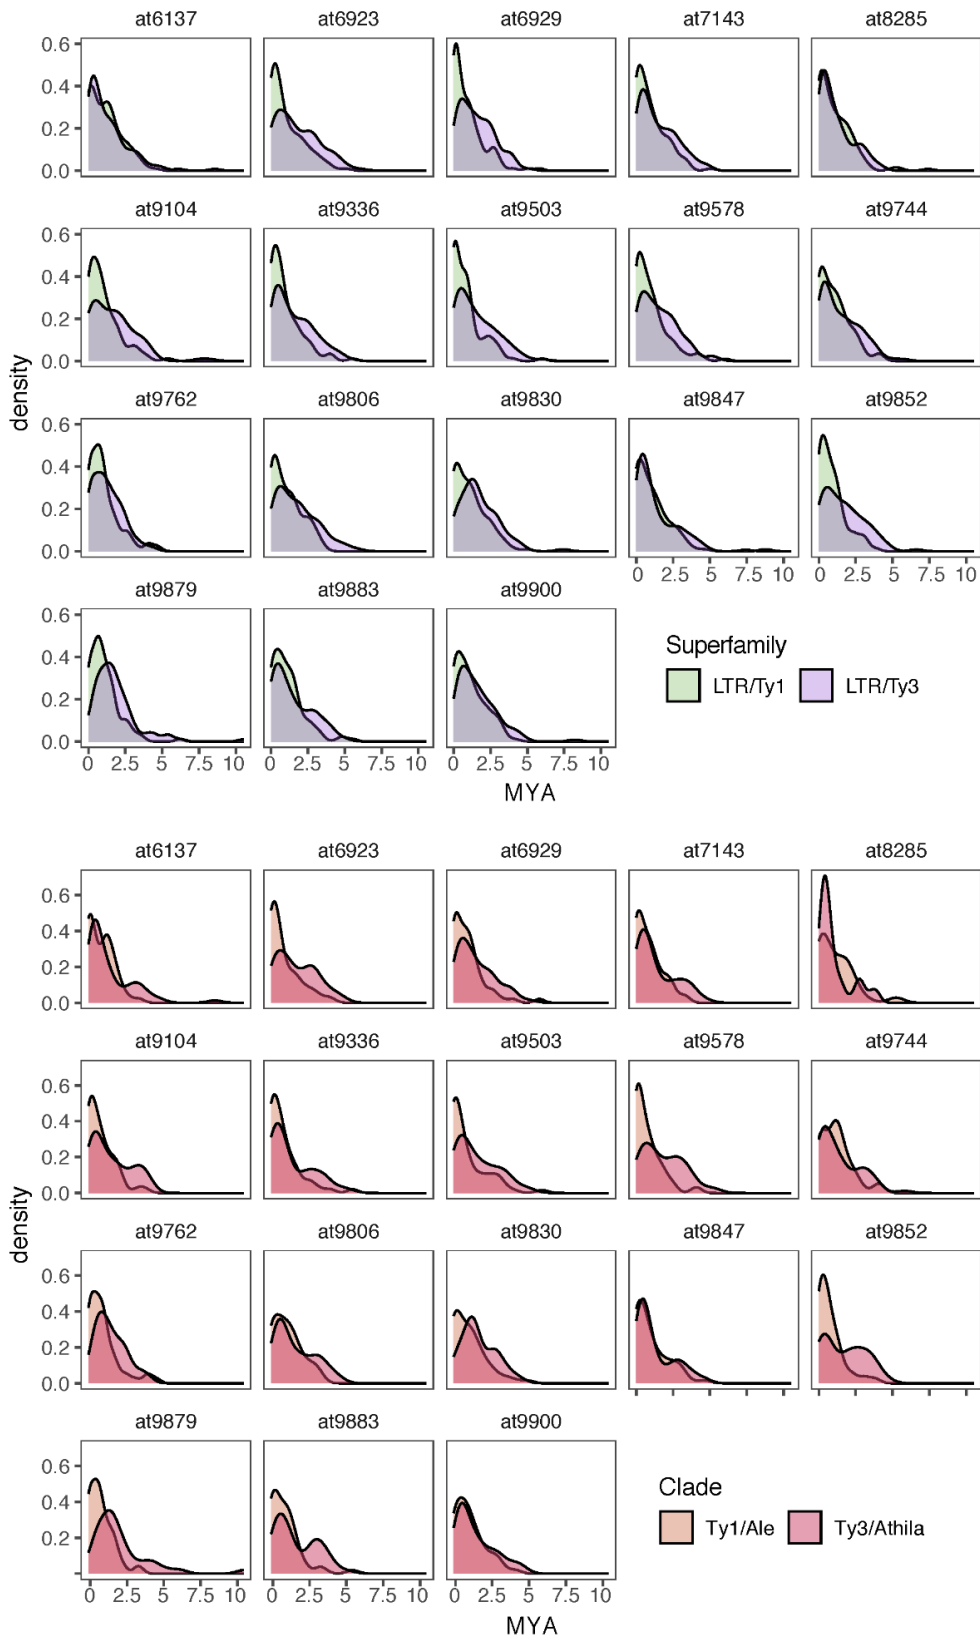 at6137 at6923 at6929 at7143 at8285
0.6
0.4
0.2
0.0
at9104 at9336 at9503 at9578 at9744
0.6
0.4
0.2
0.0
density
at9762 at9806 at9830 at9847 at9852
0.6
0.4
0.2
0.0
0 2.5 5 7.5 10 0 2.5 5 7.5 10
at9879 at9883 at9900
0.6
0.4
0.2
0.0
Superfamily
LTR/Ty1 LTR/Ty3
0 2.5 5 7.5 10 0 2.5 5 7.5 10 0 2.5 5 7.5 10
MYA
at6137 at6923 at6929 at7143 at8285
0.6
0.4
0.2
0.0
at9104 at9336 at9503 at9578 at9744
0.6
0.4
0.2
0.0
density
at9762 at9806 at9830 at9847 at9852
0.6
0.4
0.2
0.0
at9879 at9883 at9900
0.6
0.4
0.2
Clade
Ty1/Ale Ty3/Athila
0 2.5 5 7.5 10 0 2.5 5 7.5 10 0 2.5 5 7.5 10
MYA